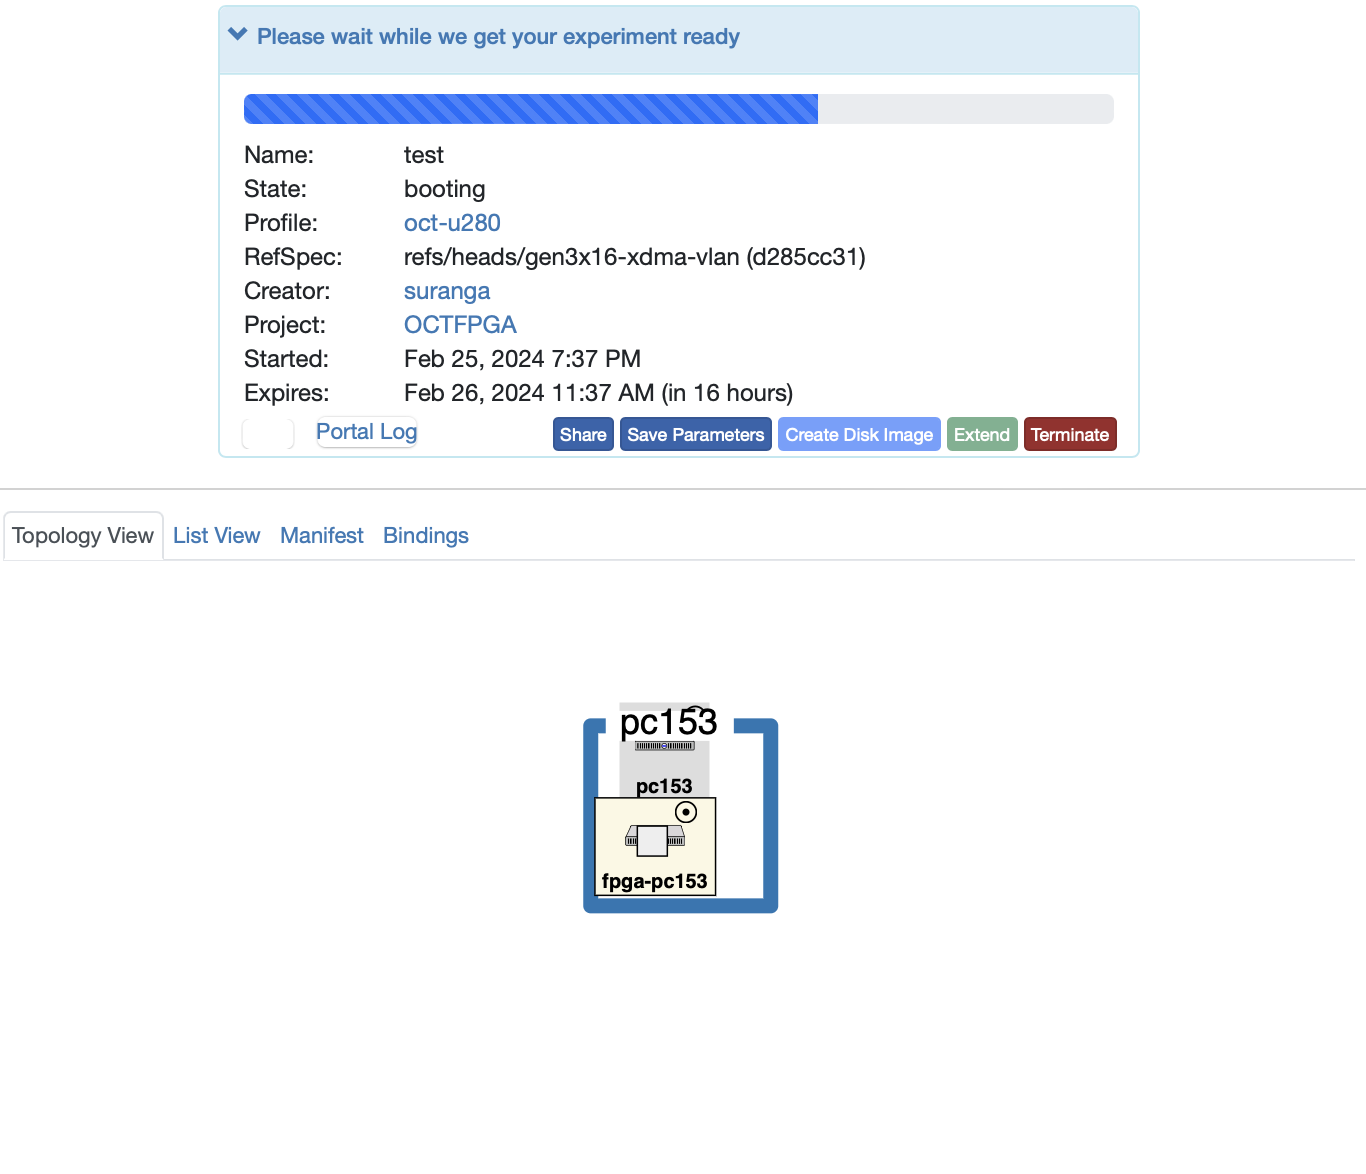 Please wait while we get your experiment ready
Name: test
State: booting
Profile: oct-u280
RefSpec: refs/heads/gen3x16-xdma-vlan (d285cc31)
Creator: suranga
Project: OCTFPGA
Started: Feb 25, 2024 7:37 PM
Expires: Feb 26, 2024 11:37 AM (in 16 hours)
Portal Log Share Save Parameters Create Disk Image Extend Terminate
Topology View List View Manifest Bindings
pc153
pc153
fpga-pc153